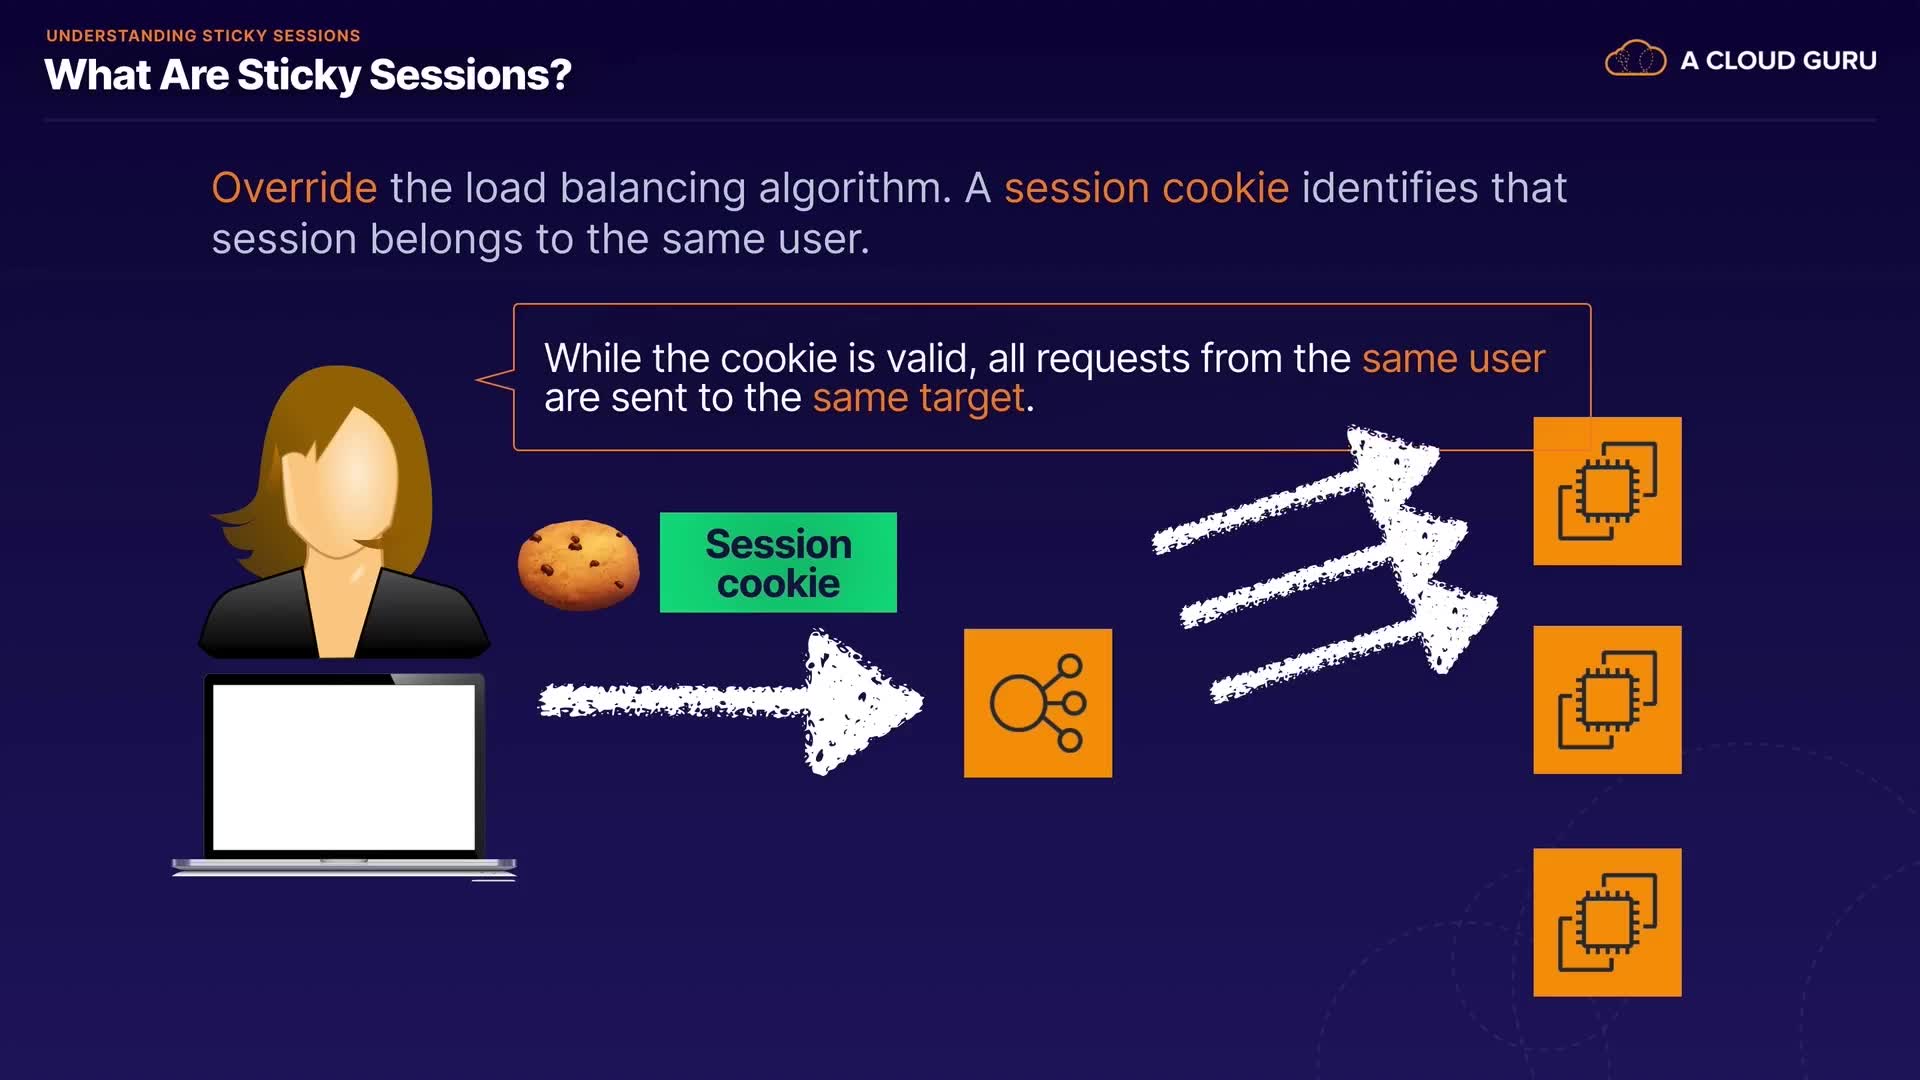 UNDERSTANDING STICKY SESSIONS
What Are Sticky Sessions?
A CLOUD GURU
Override the load balancing algorithm. A session cookie identifies that
session belongs to the same user.
While the cookie is valid, all requests from the same user
are sent to the same target.
Session
cookie